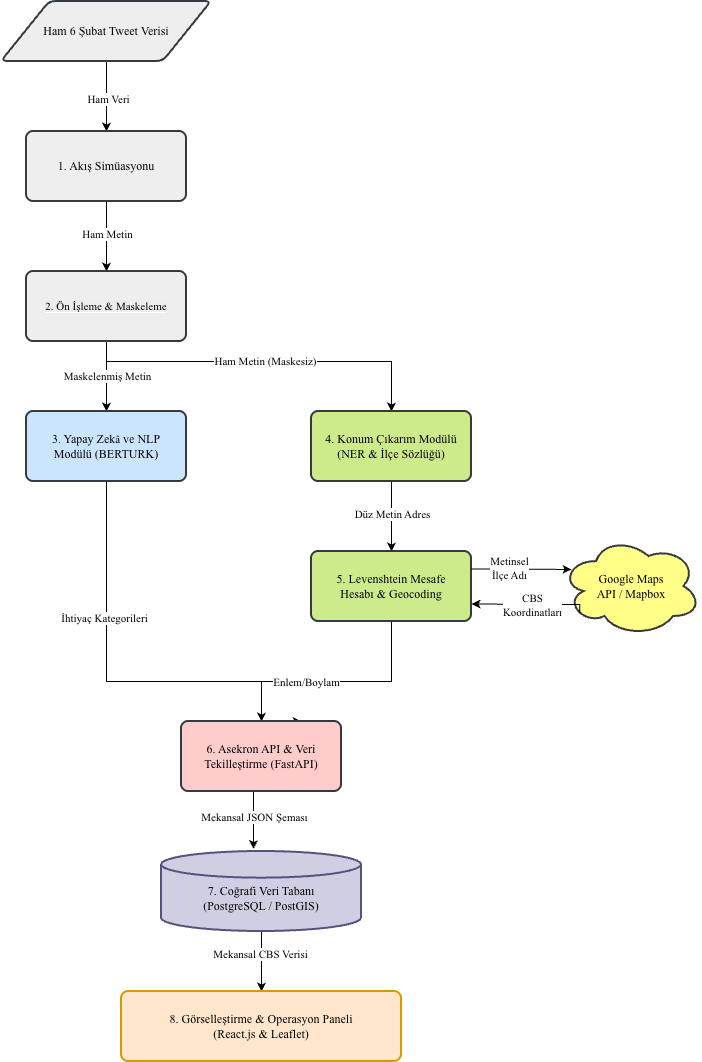 Ham 6 Şubat Tweet Verisi
Ham Veri
1. Akış Simüasyonu
Ham Metin
2. Ön İşleme & Maskeleme
Ham Metin (Maskesiz)
Maskelenmiş Metin
3. Yapay Zekâ ve NLP
Modülü (BERTURK)
4. Konum Çıkarım Modülü
(NER & İlçe Sözlüğü)
Düz Metin Adres
5. Levenshtein Mesafe
Hesabı & Geocoding
Metinsel
İlçe Adı
CBS
Koordinatları
Google Maps
API / Mapbox
İhtiyaç Kategorileri
Enlem/Boylam
6. Asekron API & Veri
Tekilleştirme (FastAPI)
Mekansal JSON Şeması
7. Coğrafi Veri Tabanı
(PostgreSQL / PostGIS)
Mekansal CBS Verisi
8. Görselleştirme & Operasyon Paneli
(React.js & Leaflet)